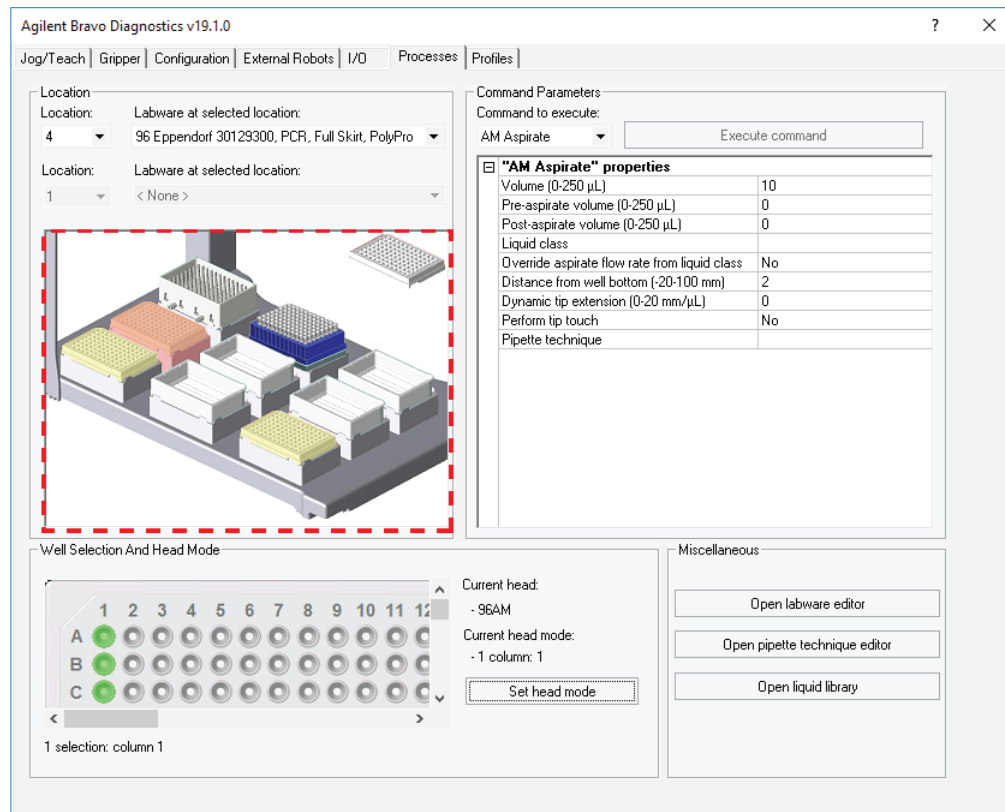 Agilent Bravo Diagnostics v19.1.0 ?
Jog/Teach Gripper Configuration External Robots I/O Processes Profiles
Location
Location: Labware at selected location:
4 96 Eppendorf 30129300, PCR, Full Skirt, PolyPro
Location: Labware at selected location:
1 < None >
Command Parameters
Command to execute:
AM Aspirate Execute command
"AM Aspirate" properties
Volume (0-250 µL) 10
Pre-aspirate volume (0-250 µL) 0
Post-aspirate volume (0-250 µL) 0
Liquid class
Override aspirate flow rate from liquid class No
Distance from well bottom (-20-100 mm) 2
Dynamic tip extension (0-20 mm/µL) 0
Perform tip touch No
Pipette technique
Well Selection And Head Mode
1 2 3 4 5 6 7 8 9 10 11 12
A
B
C
1 selection: column 1
Current head:
- 96AM
Current head mode:
- 1 column: 1
Set head mode
Miscellaneous
Open labware editor
Open pipette technique editor
Open liquid library